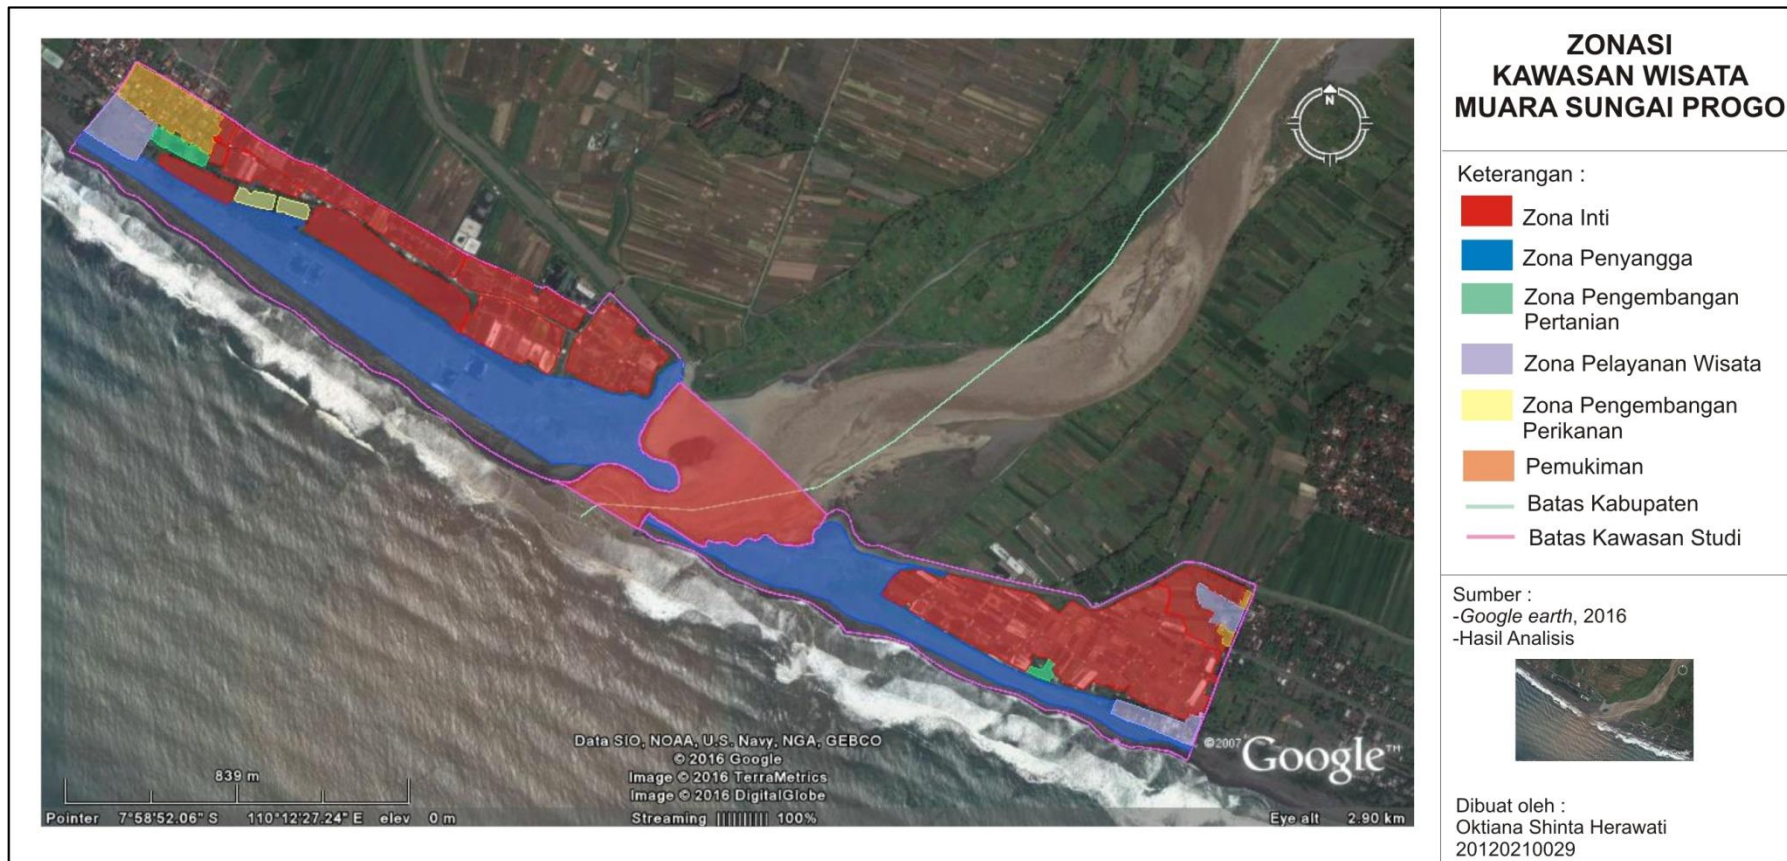 ZONASI
KAWASAN WISATA
MUARA SUNGAI PROGO
N
Keterangan :
Zona Inti
Zona Penyangga
Zona Pengembangan
Pertanian
Zona Pelayanan Wisata
Zona Pengembangan
Perikanan
Pemukiman
Batas Kabupaten
Batas Kawasan Studi
Sumber :
-Google earth, 2016
-Hasil Analisis
Dibuat oleh :
Oktiana Shinta Herawati
20120210029
Data SIO, NOAA, U.S. Navy, NGA, GEBCO
© 2016 Google
Image © 2016 TerraMetrics
Image © 2016 DigitalGlobe
©2007 Google™
839 m
Pointer 7°58'52.06" S 110°12'27.24" E elev 0 m
Streaming |||||||||| 100%
Eye alt 2.90 km